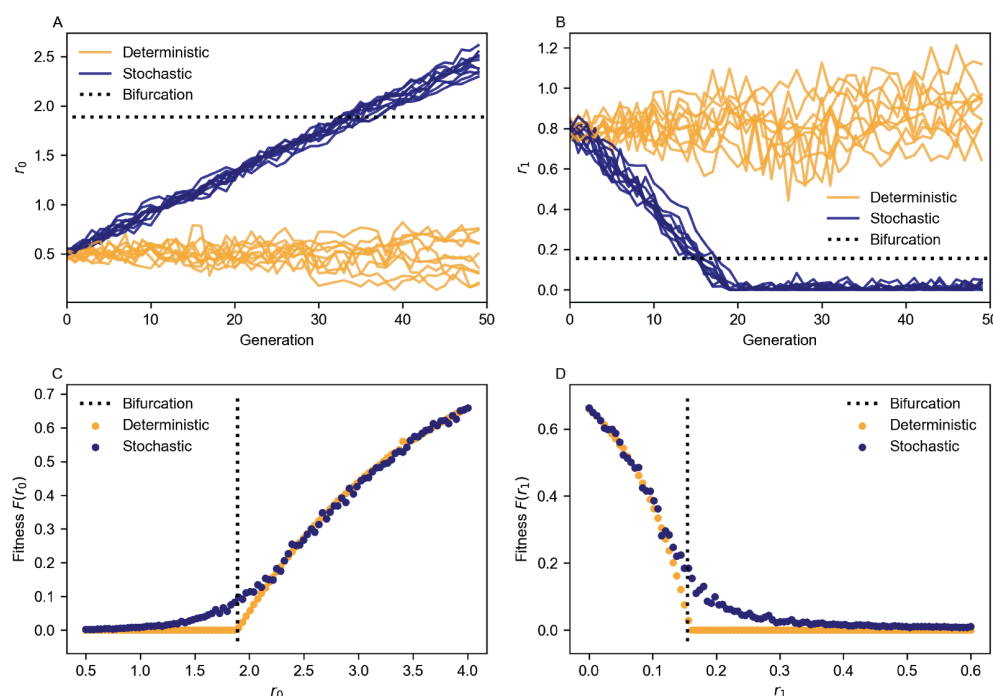 A
2.5
2.0
1.5
1.0
0.5
r0
Deterministic
Stochastic
Bifurcation
0
10
20
30
40
50
Generation
B
1.2
1.0
0.8
0.6
0.4
0.2
0.0
r1
Deterministic
Stochastic
Bifurcation
0
10
20
30
40
50
Generation
C
0.7
0.6
0.5
0.4
0.3
0.2
0.1
0.0
Fitness F(r0)
Bifurcation
Deterministic
Stochastic
0.5
1.0
1.5
2.0
2.5
3.0
3.5
4.0
r0
D
0.6
0.4
0.2
0.0
Fitness F(r1)
Bifurcation
Deterministic
Stochastic
0.0
0.1
0.2
0.3
0.4
0.5
0.6
r1